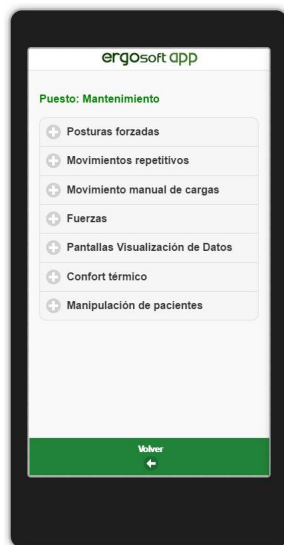 ergosoft app
Puesto: Mantenimiento
Posturas forzadas
Movimientos repetitivos
Movimiento manual de cargas
Fuerzas
Pantallas Visualización de Datos
Confort térmico
Manipulación de pacientes
Volver